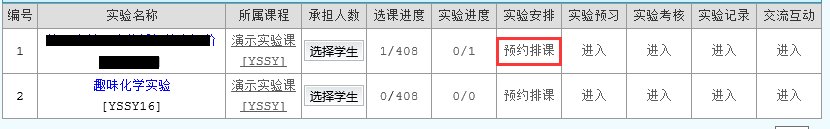 编号 实验名称 所属课程 承担人数 选课进度 实验进度 实验安排 实验预习 实验考核 实验记录 交流互动
1 演示实验课 [YSSY] 选择学生 1/408 0/1 预约排课 进入 进入 进入 进入
2 趣味化学实验 [YSSY16] 演示实验课 [YSSY] 选择学生 0/408 0/0 预约排课 进入 进入 进入 进入